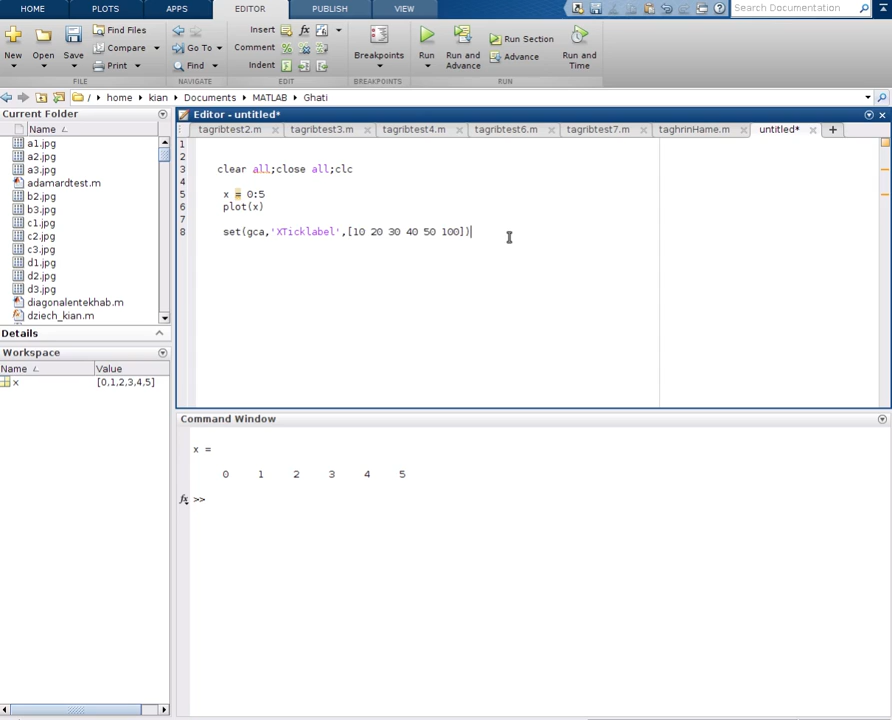 HOME PLOTS APPS EDITOR PUBLISH VIEW Search Documentation
New Open Save Find Files Compare Print
FILE
Go To Find
NAVIGATE
Insert fx
Comment %
Indent
EDIT
Breakpoints
BREAKPOINTS
Run Run and Advance Run Section Advance Run and Time
RUN
/ home kian Documents MATLAB Ghati
Current Folder
Name
a1.jpg
a2.jpg
a3.jpg
adamardtest.m
b2.jpg
b3.jpg
c1.jpg
c2.jpg
c3.jpg
d1.jpg
d2.jpg
d3.jpg
diagonalentekhab.m
dziech_kian.m
Details
Workspace
Name Value
x [0,1,2,3,4,5]
Editor - untitled*
tagribtest2.m tagribtest3.m tagribtest4.m tagribtest6.m tagribtest7.m taghrinHame.m untitled*
1
2
3 clear all;close all;clc
4
5 x = 0:5
6 plot(x)
7
8 set(gca,'XTicklabel',[10 20 30 40 50 100])
Command Window
x =
0 1 2 3 4 5
fx >>